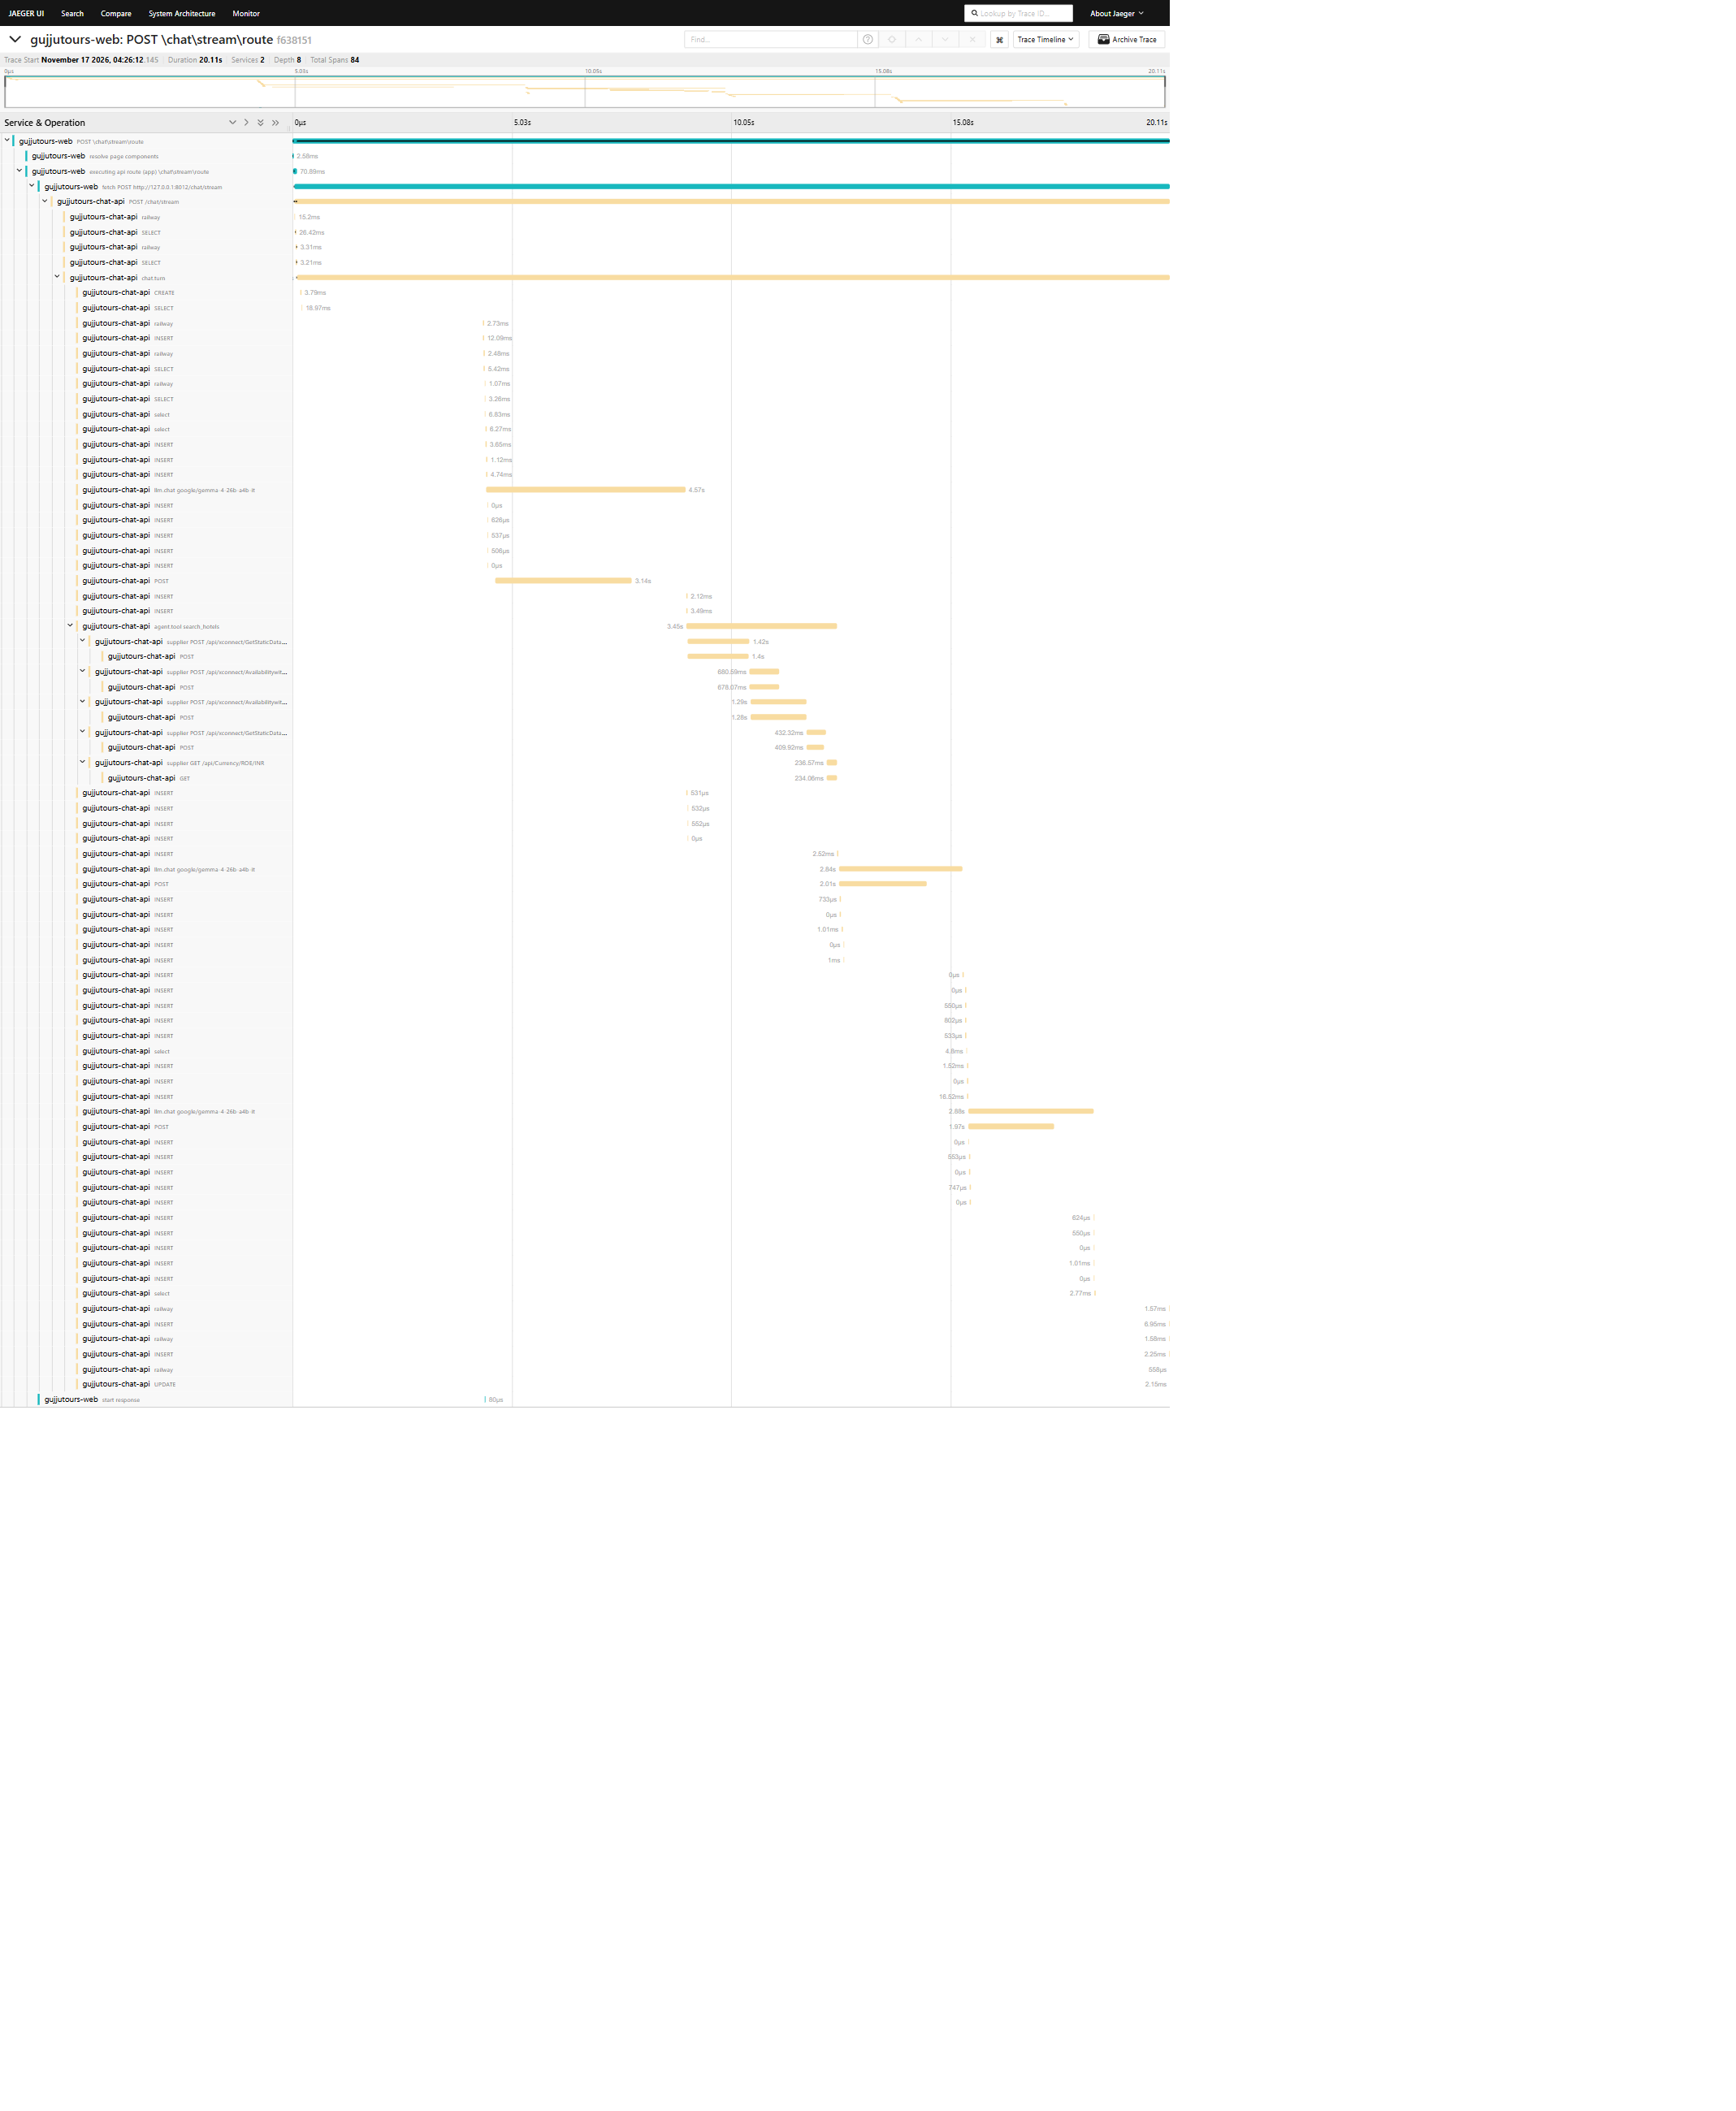 JAEGER UI Search Compare System Architecture Monitor Lookup by Trace ID... About Jaeger
gujjutours-web: POST \chat\stream\route f638151 Find... Trace Timeline Archive Trace
Trace Start November 17 2026, 04:26:12.145 Duration 20.11s Services 2 Depth 8 Total Spans 84
0μs 5.03s 10.05s 15.08s 20.11s
Service & Operation 0μs 5.03s 10.05s 15.08s 20.11s
gujjutours-web POST \chat\stream\route
gujjutours-web resolve page components 2.58ms
gujjutours-web executing api route (app) \chat\stream\route 70.89ms
gujjutours-web fetch POST http://127.0.0.1:8012/chat/stream
gujjutours-chat-api POST /chat/stream
gujjutours-chat-api railway 15.2ms
gujjutours-chat-api SELECT 26.42ms
gujjutours-chat-api railway 3.31ms
gujjutours-chat-api SELECT 3.21ms
gujjutours-chat-api chat.turn
gujjutours-chat-api CREATE 3.79ms
gujjutours-chat-api SELECT 18.97ms
gujjutours-chat-api railway 2.73ms
gujjutours-chat-api INSERT 12.09ms
gujjutours-chat-api railway 2.48ms
gujjutours-chat-api SELECT 5.42ms
gujjutours-chat-api railway 1.07ms
gujjutours-chat-api SELECT 3.26ms
gujjutours-chat-api select 6.83ms
gujjutours-chat-api select 6.27ms
gujjutours-chat-api INSERT 3.65ms
gujjutours-chat-api INSERT 1.12ms
gujjutours-chat-api INSERT 4.74ms
gujjutours-chat-api llm.chat google/gemma-4-26b-a4b-it 4.57s
gujjutours-chat-api INSERT 0μs
gujjutours-chat-api INSERT 626μs
gujjutours-chat-api INSERT 537μs
gujjutours-chat-api INSERT 506μs
gujjutours-chat-api INSERT 0μs
gujjutours-chat-api POST 3.14s
gujjutours-chat-api INSERT 2.12ms
gujjutours-chat-api INSERT 3.49ms
gujjutours-chat-api agent.tool search_hotels 3.45s
gujjutours-chat-api supplier POST /api/xconnect/GetStaticData... 1.42s
gujjutours-chat-api POST 1.4s
gujjutours-chat-api supplier POST /api/xconnect/Availabilitywit... 680.59ms
gujjutours-chat-api POST 678.07ms
gujjutours-chat-api supplier POST /api/xconnect/Availabilitywit... 1.29s
gujjutours-chat-api POST 1.28s
gujjutours-chat-api supplier POST /api/xconnect/GetStaticData... 432.32ms
gujjutours-chat-api POST 409.92ms
gujjutours-chat-api supplier GET /api/Currency/ROE/INR 236.57ms
gujjutours-chat-api GET 234.06ms
gujjutours-chat-api INSERT 531μs
gujjutours-chat-api INSERT 532μs
gujjutours-chat-api INSERT 552μs
gujjutours-chat-api INSERT 0μs
gujjutours-chat-api INSERT 2.52ms
gujjutours-chat-api llm.chat google/gemma-4-26b-a4b-it 2.84s
gujjutours-chat-api POST 2.01s
gujjutours-chat-api INSERT 733μs
gujjutours-chat-api INSERT 0μs
gujjutours-chat-api INSERT 1.01ms
gujjutours-chat-api INSERT 0μs
gujjutours-chat-api INSERT 1ms
gujjutours-chat-api INSERT 0μs
gujjutours-chat-api INSERT 0μs
gujjutours-chat-api INSERT 550μs
gujjutours-chat-api INSERT 802μs
gujjutours-chat-api INSERT 533μs
gujjutours-chat-api select 4.8ms
gujjutours-chat-api INSERT 1.52ms
gujjutours-chat-api INSERT 0μs
gujjutours-chat-api INSERT 16.52ms
gujjutours-chat-api llm.chat google/gemma-4-26b-a4b-it 2.88s
gujjutours-chat-api POST 1.97s
gujjutours-chat-api INSERT 0μs
gujjutours-chat-api INSERT 553μs
gujjutours-chat-api INSERT 0μs
gujjutours-chat-api INSERT 747μs
gujjutours-chat-api INSERT 0μs
gujjutours-chat-api INSERT 624μs
gujjutours-chat-api INSERT 550μs
gujjutours-chat-api INSERT 0μs
gujjutours-chat-api INSERT 1.01ms
gujjutours-chat-api INSERT 0μs
gujjutours-chat-api select 2.77ms
gujjutours-chat-api railway 1.57ms
gujjutours-chat-api INSERT 6.95ms
gujjutours-chat-api railway 1.58ms
gujjutours-chat-api INSERT 2.25ms
gujjutours-chat-api railway 558μs
gujjutours-chat-api UPDATE 2.15ms
gujjutours-web start response 80μs